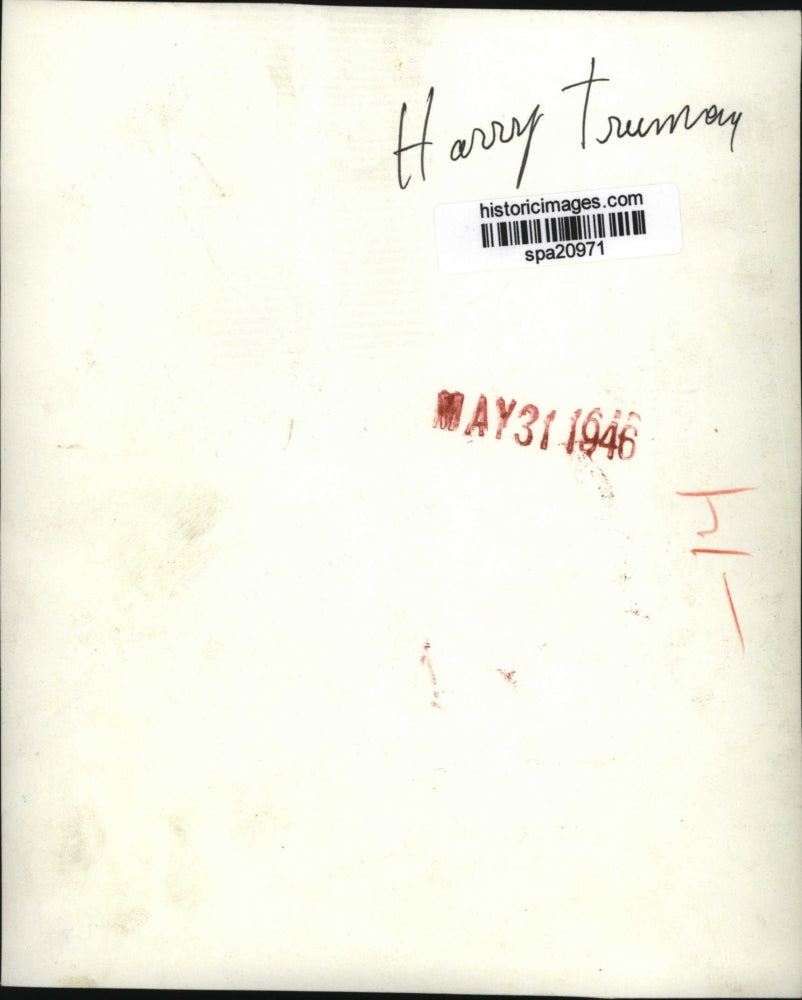 Harry Truman
historicimages.com
spa20971
MAY 31 1946